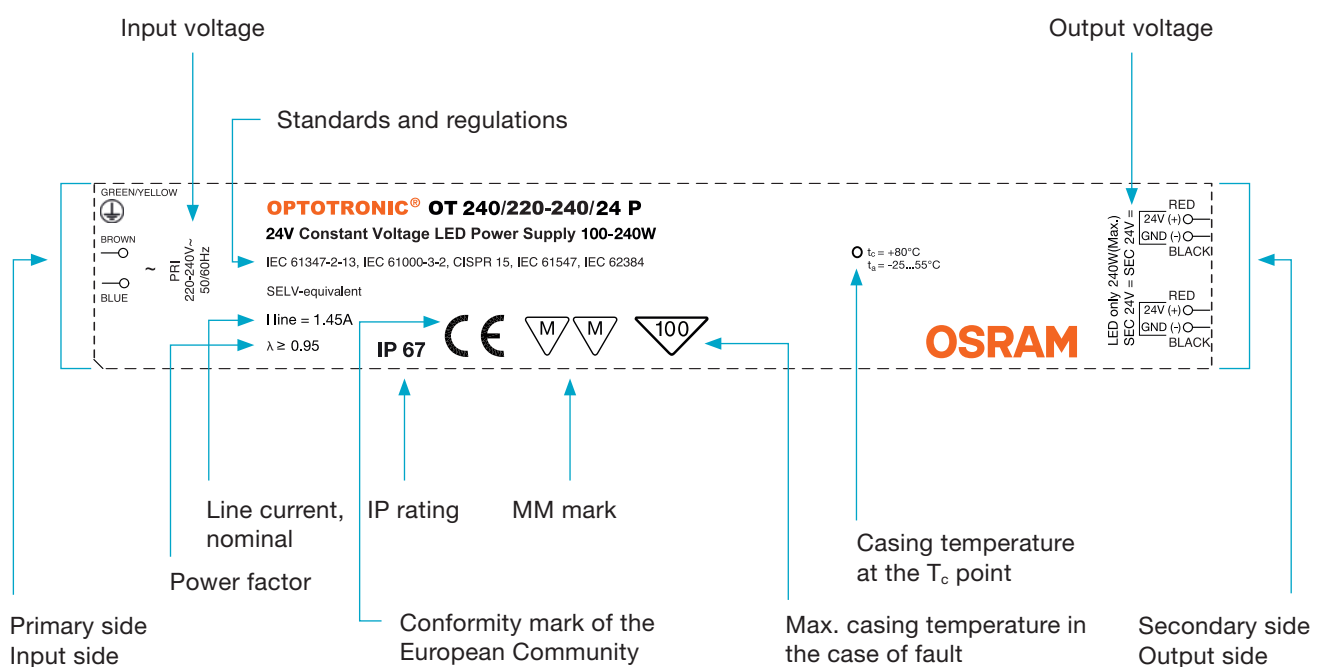 Input voltage
Output voltage
Standards and regulations
GREEN/YELLOW
BROWN
BLUE
~
PRI
220-240V~
50/60Hz
OPTOTRONIC® OT 240/220-240/24 P
24V Constant Voltage LED Power Supply 100-240W
IEC 61347-2-13, IEC 61000-3-2, CISPR 15, IEC 61547, IEC 62384
SELV-equivalent
I line = 1.45A
λ ≥ 0.95
IP 67
CE
M M
100
tc = +80°C
ta = -25...55°C
OSRAM
LED only 240W(Max.)
SEC 24V = SEC 24V =
RED
24V (+)
GND (-)
BLACK
RED
24V (+)
GND (-)
BLACK
Line current,
nominal
IP rating
MM mark
Power factor
Casing temperature
at the Tc point
Primary side
Input side
Conformity mark of the
European Community
Max. casing temperature in
the case of fault
Secondary side
Output side